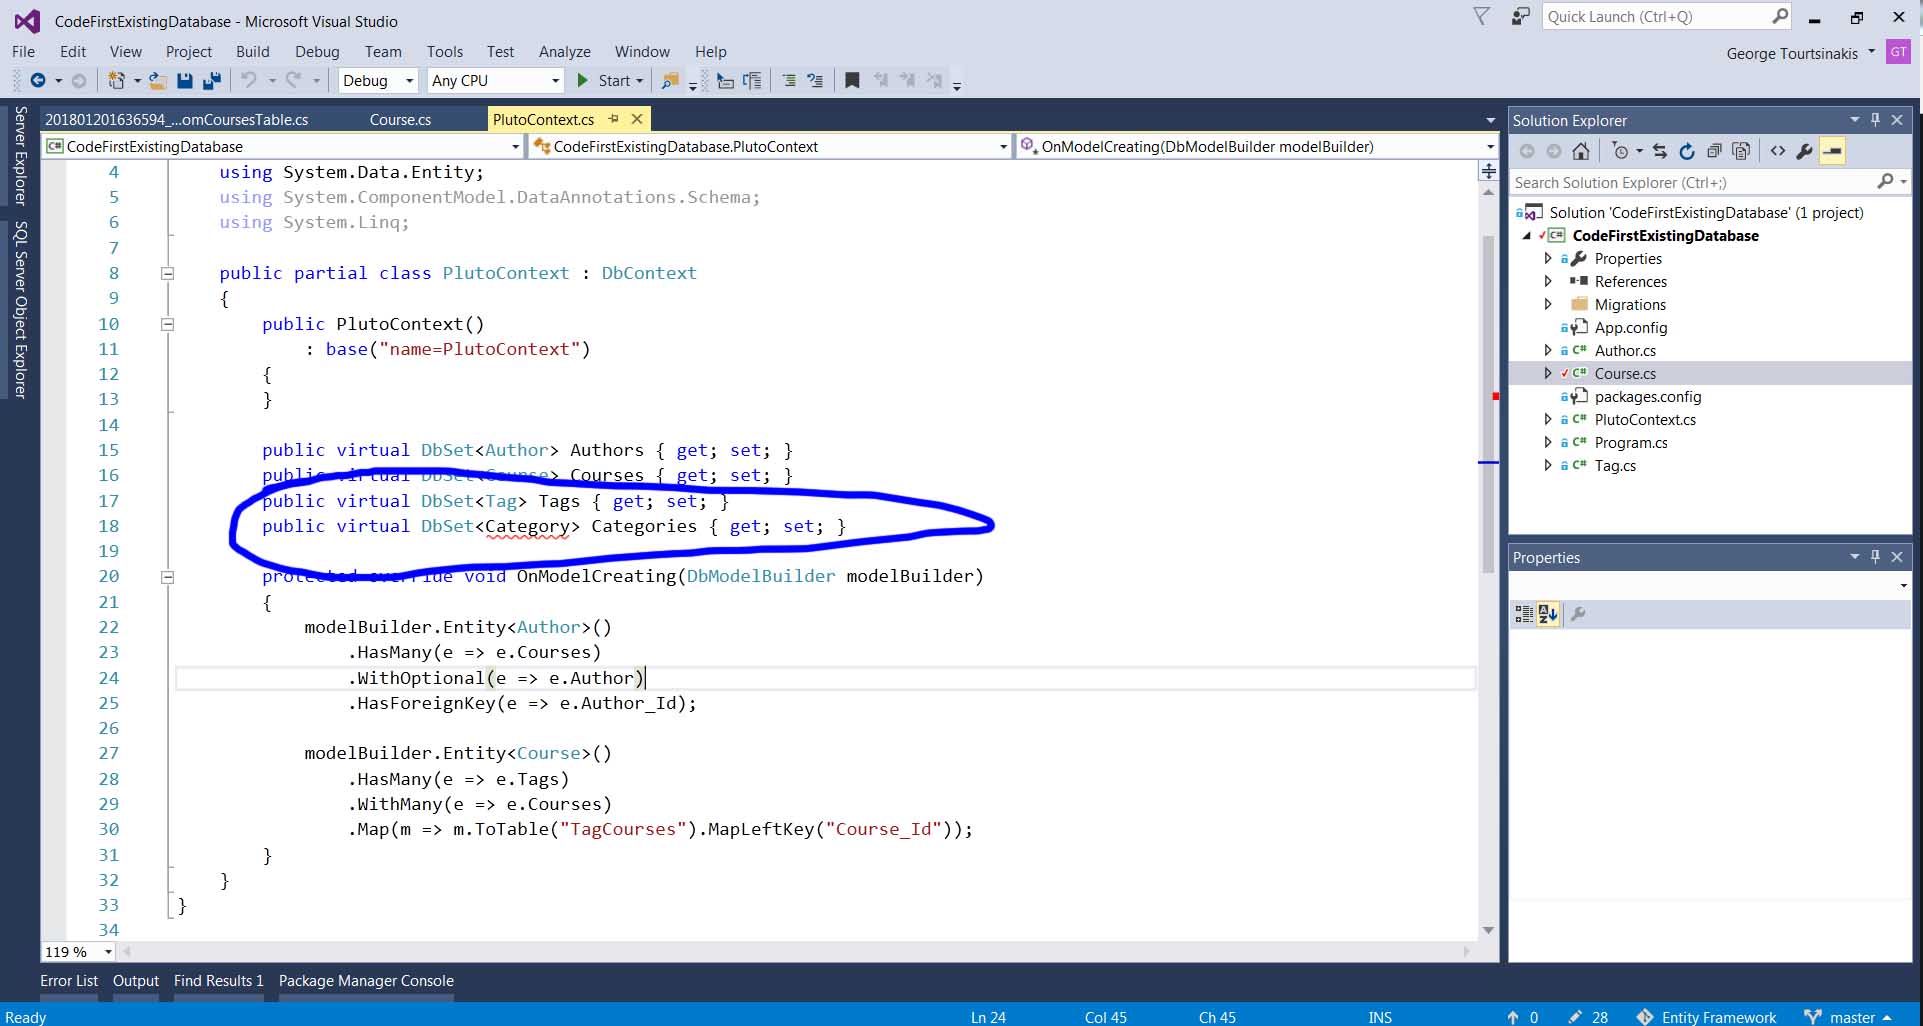 CodeFirstExistingDatabase - Microsoft Visual Studio
Quick Launch (Ctrl+Q)
File Edit View Project Build Debug Team Tools Test Analyze Window Help
George Tourtsinakis GT
Debug Any CPU Start
Server Explorer
SQL Server Object Explorer
201801201636594_...omCoursesTable.cs Course.cs PlutoContext.cs
CodeFirstExistingDatabase CodeFirstExistingDatabase.PlutoContext OnModelCreating(DbModelBuilder modelBuilder)
4 using System.Data.Entity;
5 using System.ComponentModel.DataAnnotations.Schema;
6 using System.Linq;
7
8 public partial class PlutoContext : DbContext
9 {
10 public PlutoContext()
11 : base("name=PlutoContext")
12 {
13 }
14
15 public virtual DbSet<Author> Authors { get; set; }
16 public virtual DbSet<Course> Courses { get; set; }
17 public virtual DbSet<Tag> Tags { get; set; }
18 public virtual DbSet<Category> Categories { get; set; }
19
20 protected override void OnModelCreating(DbModelBuilder modelBuilder)
21 {
22 modelBuilder.Entity<Author>()
23 .HasMany(e => e.Courses)
24 .WithOptional(e => e.Author)
25 .HasForeignKey(e => e.Author_Id);
26
27 modelBuilder.Entity<Course>()
28 .HasMany(e => e.Tags)
29 .WithMany(e => e.Courses)
30 .Map(m => m.ToTable("TagCourses").MapLeftKey("Course_Id"));
31 }
32 }
33 }
34
119 %
Solution Explorer
Search Solution Explorer (Ctrl+;)
Solution 'CodeFirstExistingDatabase' (1 project)
CodeFirstExistingDatabase
Properties
References
Migrations
App.config
C# Author.cs
C# Course.cs
packages.config
C# PlutoContext.cs
C# Program.cs
C# Tag.cs
Properties
Error List Output Find Results 1 Package Manager Console
Ready Ln 24 Col 45 Ch 45 INS 0 28 Entity Framework master